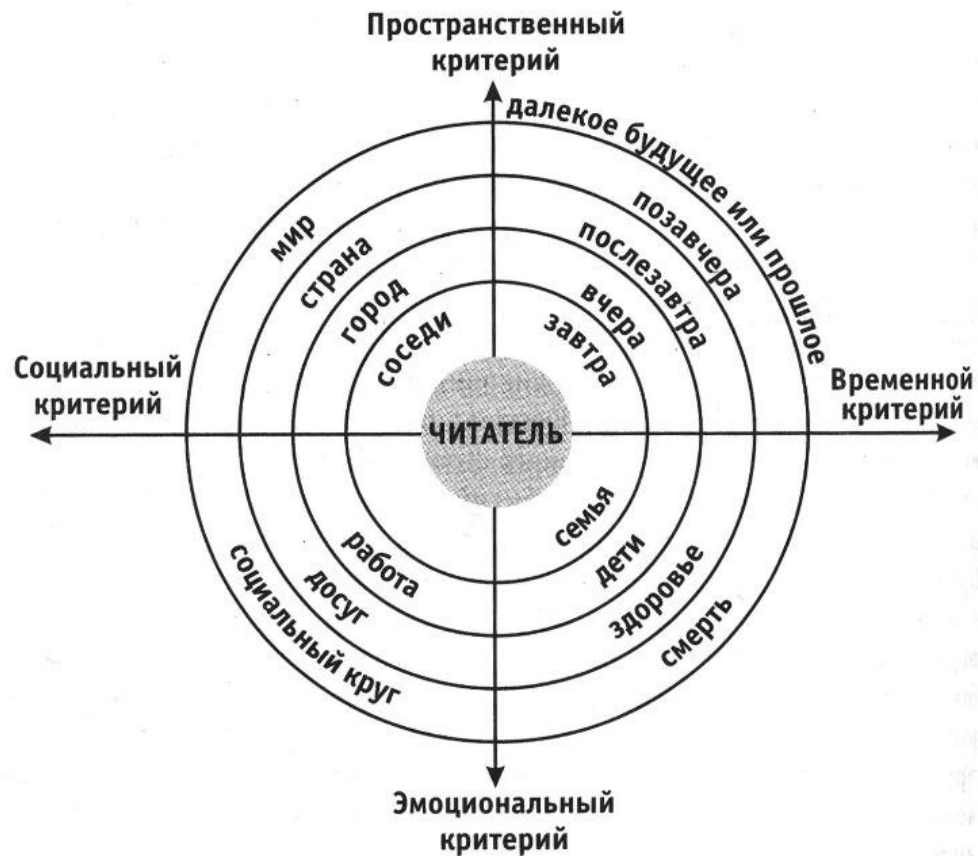 Пространственный
критерий
далекое будущее или прошлое
мир
страна
город
соседи
позавчера
послезавтра
вчера
завтра
Социальный
критерий
Временной
критерий
ЧИТАТЕЛЬ
семья
дети
здоровье
смерть
работа
досуг
социальный круг
Эмоциональный
критерий